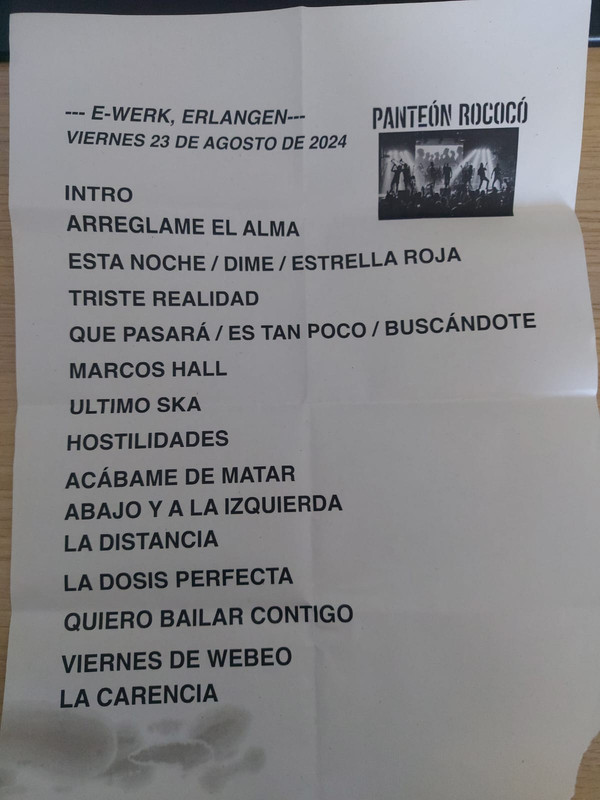 --- E-WERK, ERLANGEN---
VIERNES 23 DE AGOSTO DE 2024
PANTEÓN ROCOCÓ
INTRO
ARREGLAME EL ALMA
ESTA NOCHE / DIME / ESTRELLA ROJA
TRISTE REALIDAD
QUE PASARÁ / ES TAN POCO / BUSCÁNDOTE
MARCOS HALL
ULTIMO SKA
HOSTILIDADES
ACÁBAME DE MATAR
ABAJO Y A LA IZQUIERDA
LA DISTANCIA
LA DOSIS PERFECTA
QUIERO BAILAR CONTIGO
VIERNES DE WEBEO
LA CARENCIA